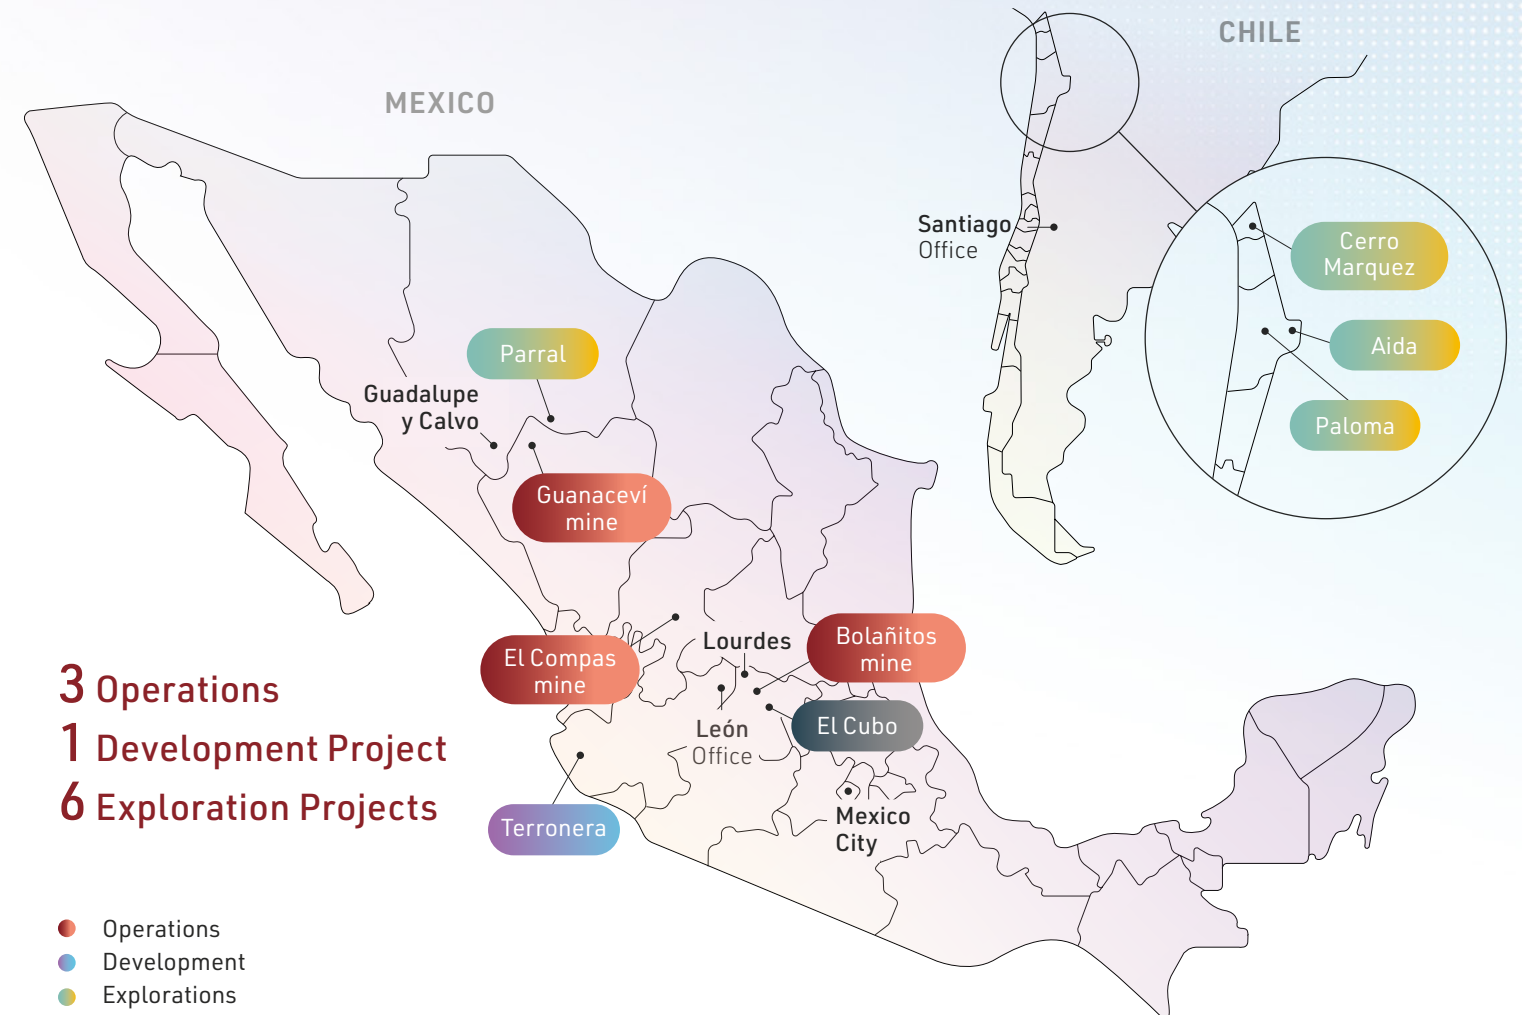 MEXICO
CHILE
Santiago
Office
Cerro
Marquez
Aida
Paloma
Parral
Guadalupe
y Calvo
Guanaceví
mine
El Compas
mine
Lourdes
Bolañitos
mine
León
Office
El Cubo
Terronera
Mexico
City
3 Operations
1 Development Project
6 Exploration Projects
Operations
Development
Explorations